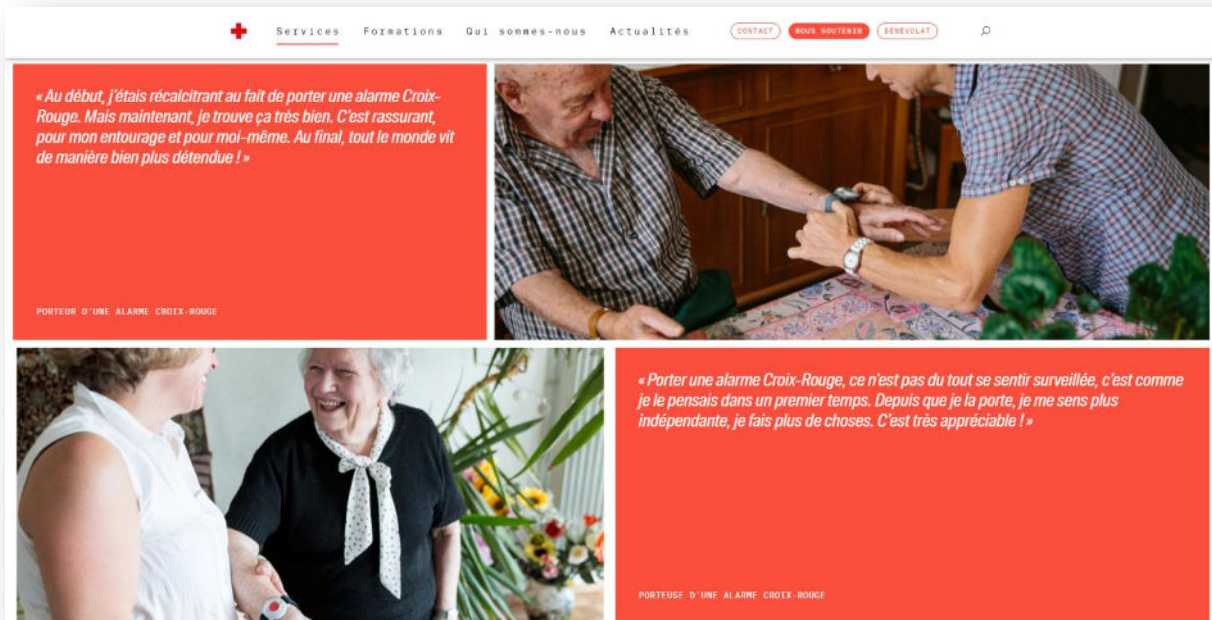 Services Formations Qui sommes-nous Actualités CONTACT NOUS SOUTENIR BENEVOLAT
« Au début, j'étais récalcitrant au fait de porter une alarme Croix-
Rouge. Mais maintenant, je trouve ça très bien. C'est rassurant,
pour mon entourage et pour moi-même. Au final, tout le monde vit
de manière bien plus détendue ! »
PORTEUR D'UNE ALARME CROIX-ROUGE
« Porter une alarme Croix-Rouge, ce n'est pas du tout se sentir surveillée, c'est comme
je le pensais dans un premier temps. Depuis que je la porte, je me sens plus
indépendante, je fais plus de choses. C'est très appréciable ! »
PORTEUSE D'UNE ALARME CROIX-ROUGE